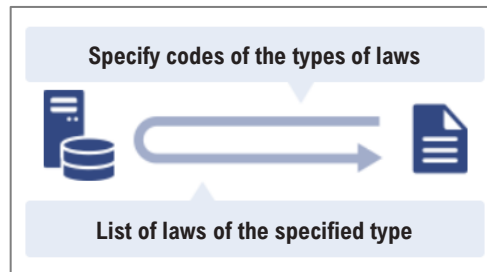 Specify codes of the types of laws
List of laws of the specified type